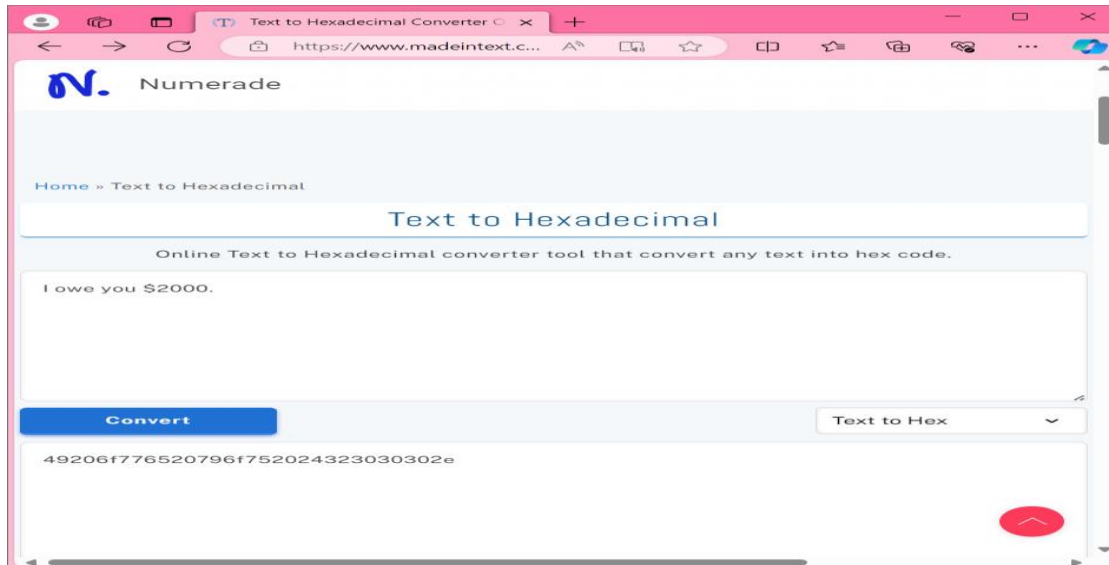 Text to Hexadecimal Converter
https://www.madeintext.c...
N. Numerade
Home » Text to Hexadecimal
Text to Hexadecimal
Online Text to Hexadecimal converter tool that convert any text into hex code.
I owe you $2000.
Convert
Text to Hex
49206f776520796f752024323030302e